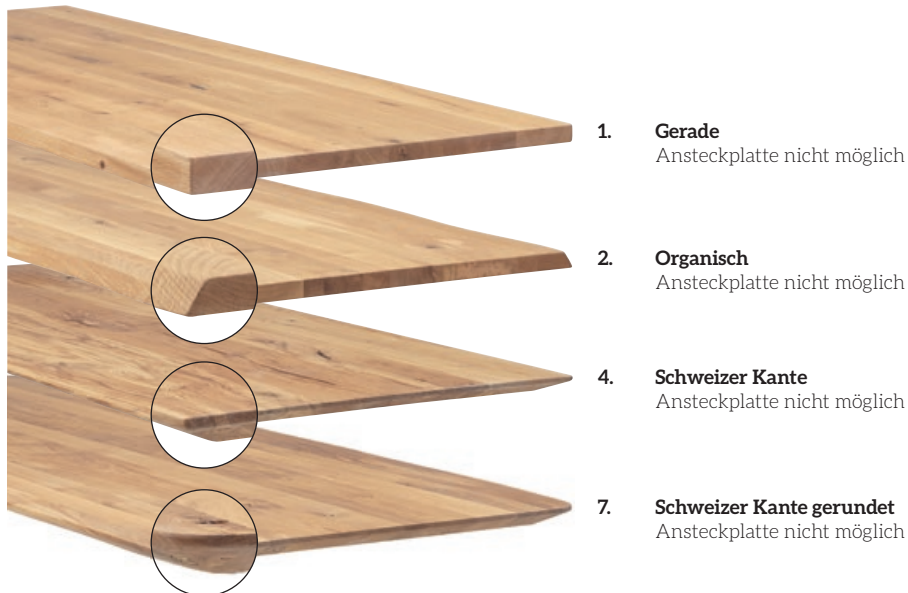 1. Gerade
Ansteckplatte nicht möglich
2. Organisch
Ansteckplatte nicht möglich
4. Schweizer Kante
Ansteckplatte nicht möglich
7. Schweizer Kante gerundet
Ansteckplatte nicht möglich